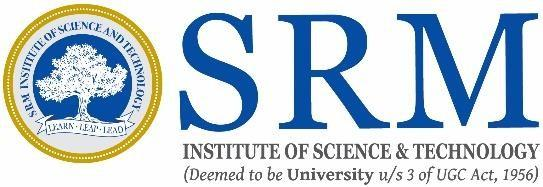 SRM INSTITUTE OF SCIENCE AND TECHNOLOGY
LEARN · LEAP · LEAD
SRM
INSTITUTE OF SCIENCE & TECHNOLOGY
(Deemed to be University u/s 3 of UGC Act, 1956)